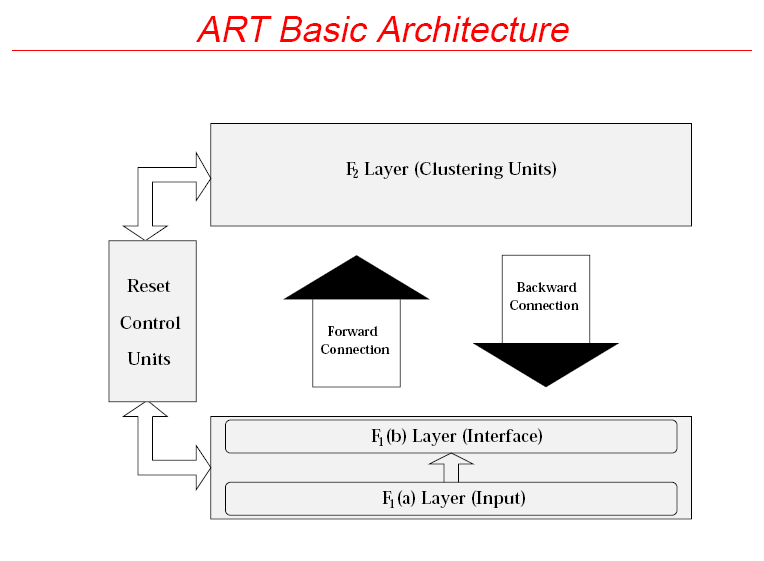 ART Basic Architecture
F2 Layer (Clustering Units)
Reset
Control
Units
Forward
Connection
Backward
Connection
F1(b) Layer (Interface)
F1(a) Layer (Input)